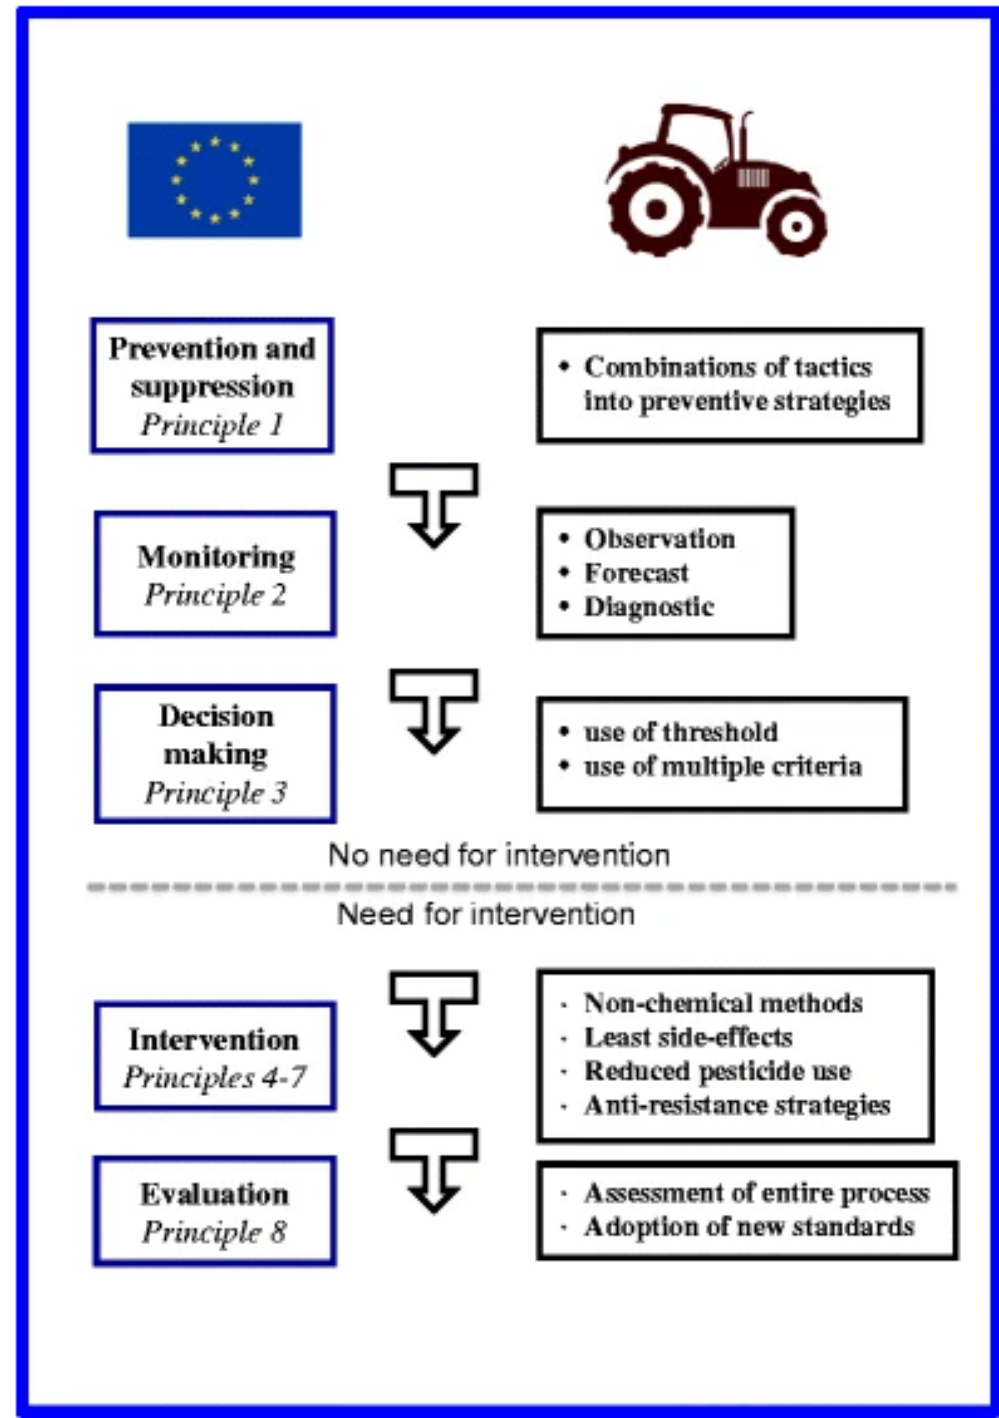 Prevention and
suppression
Principle 1
• Combinations of tactics
into preventive strategies
Monitoring
Principle 2
• Observation
• Forecast
• Diagnostic
Decision
making
Principle 3
• use of threshold
• use of multiple criteria
No need for intervention
Need for intervention
Intervention
Principles 4-7
· Non-chemical methods
· Least side-effects
· Reduced pesticide use
· Anti-resistance strategies
Evaluation
Principle 8
· Assessment of entire process
· Adoption of new standards